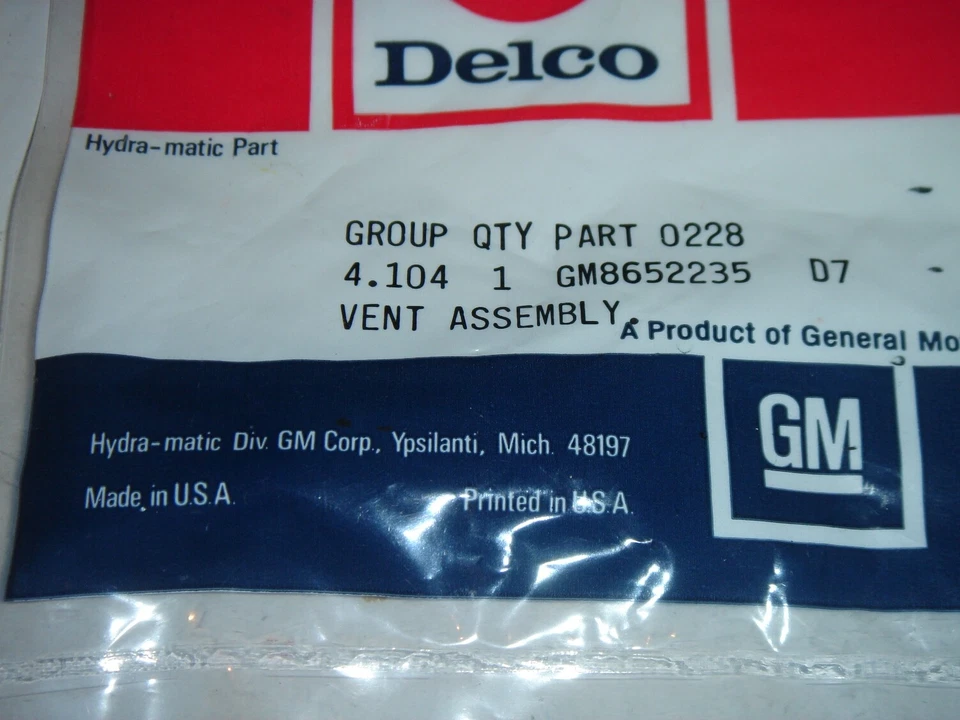 Delco
Hydra-matic Part
GROUP QTY PART 0228
4.104 1 GM8652235 D7
VENT ASSEMBLY
A Product of General Mo
GM
Hydra-matic Div. GM Corp., Ypsilanti, Mich. 48197
Made in U.S.A. Printed in U.S.A.